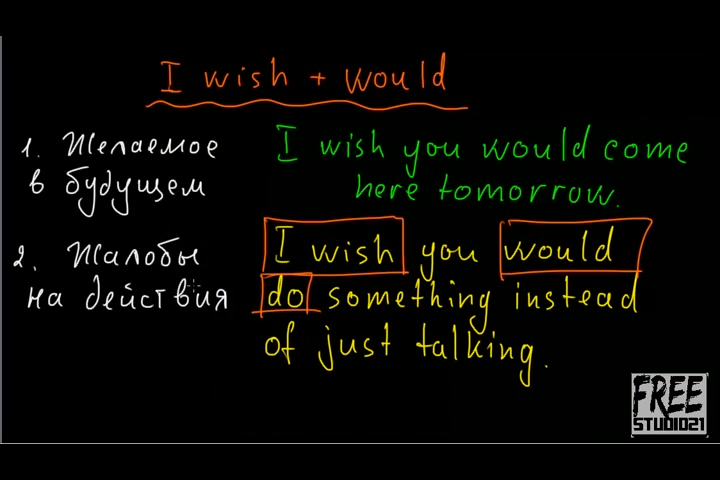 I wish + would
1. Желаемое
в будущем
I wish you would come
here tomorrow.
2. Жалобы
на действия
I wish you would
do something instead
of just talking.
FREE
STUDIO21